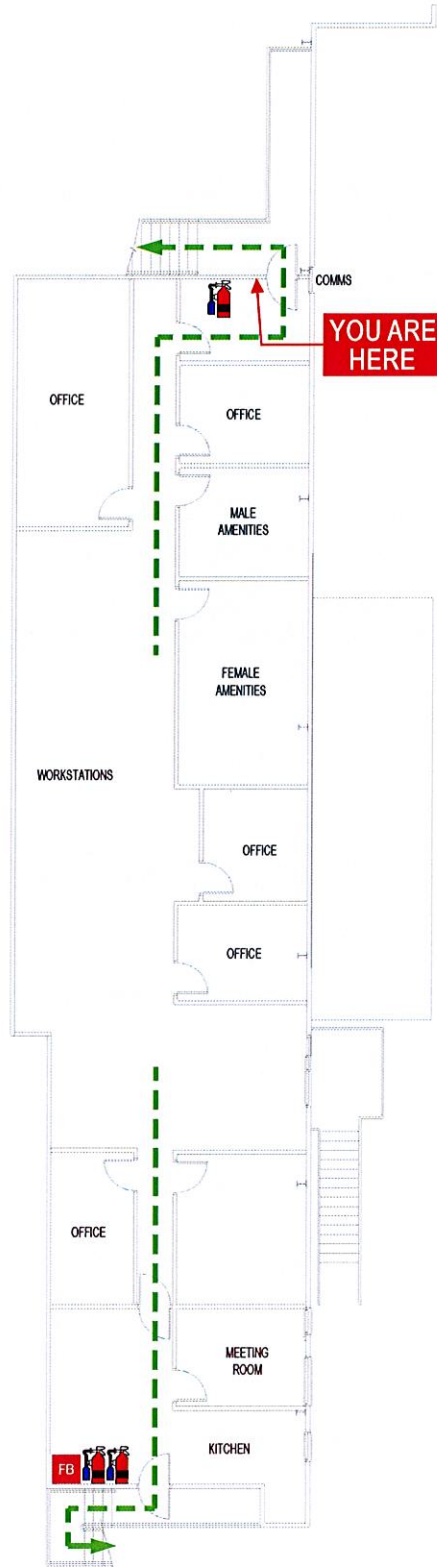 COMMS
YOU ARE
HERE
OFFICE
OFFICE
MALE
AMENITIES
FEMALE
AMENITIES
WORKSTATIONS
OFFICE
OFFICE
OFFICE
MEETING
ROOM
KITCHEN
FB